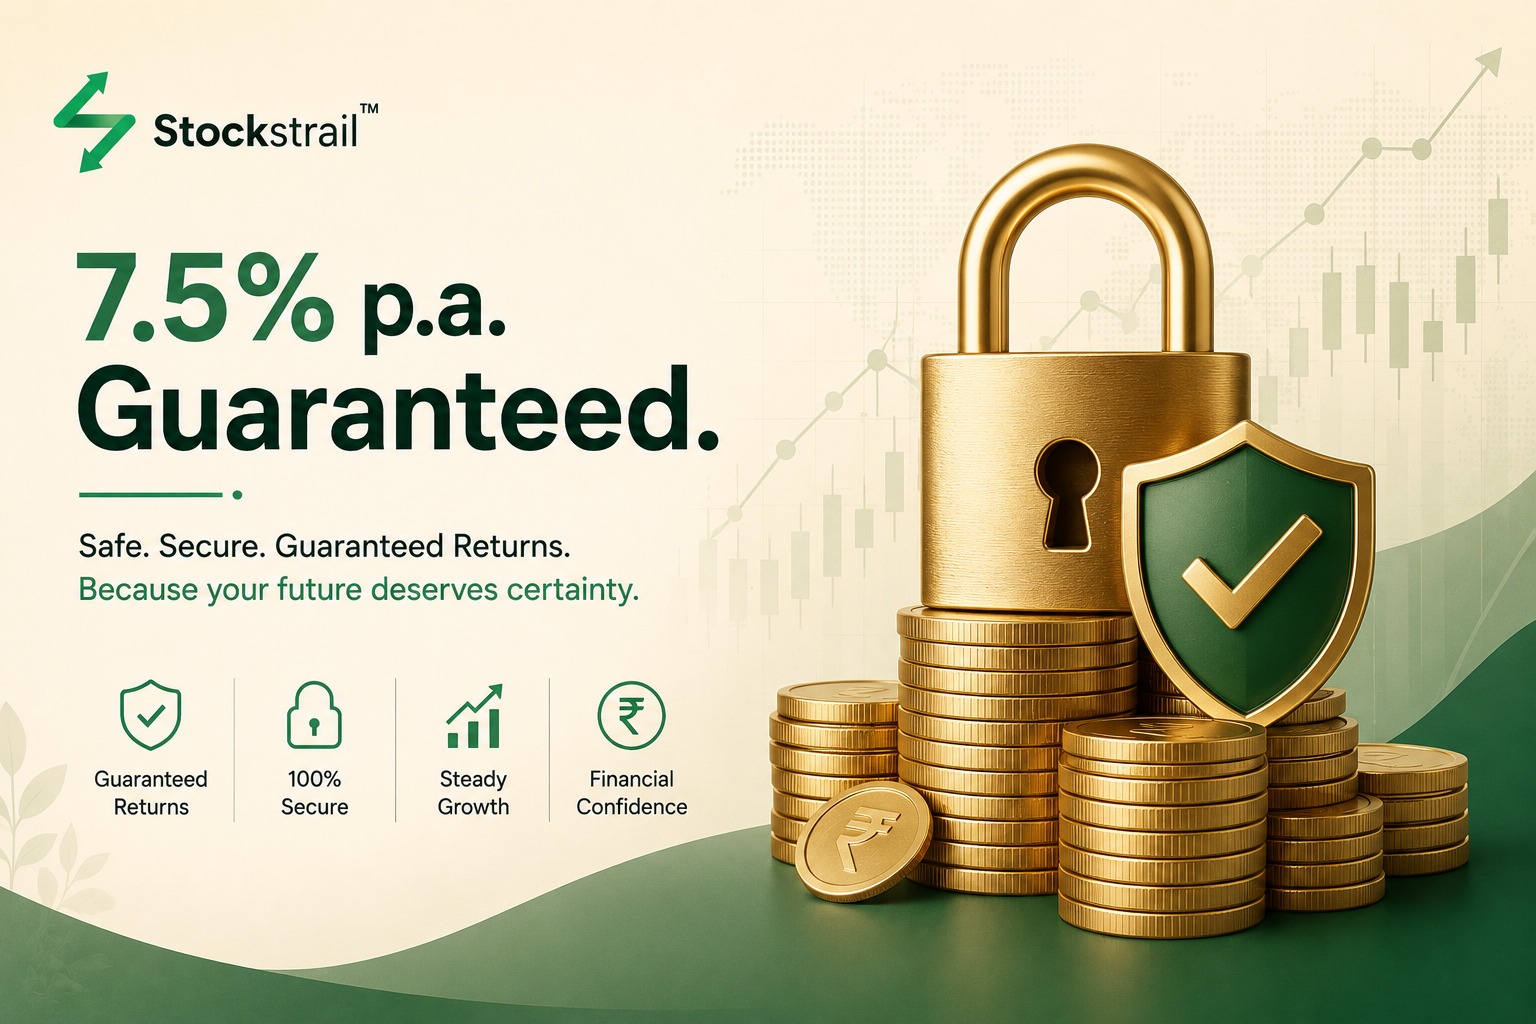 Stockstrail™
7.5% p.a.
Guaranteed.
Safe. Secure. Guaranteed Returns.
Because your future deserves certainty.
Guaranteed
Returns
100%
Secure
Steady
Growth
₹
Financial
Confidence
₹